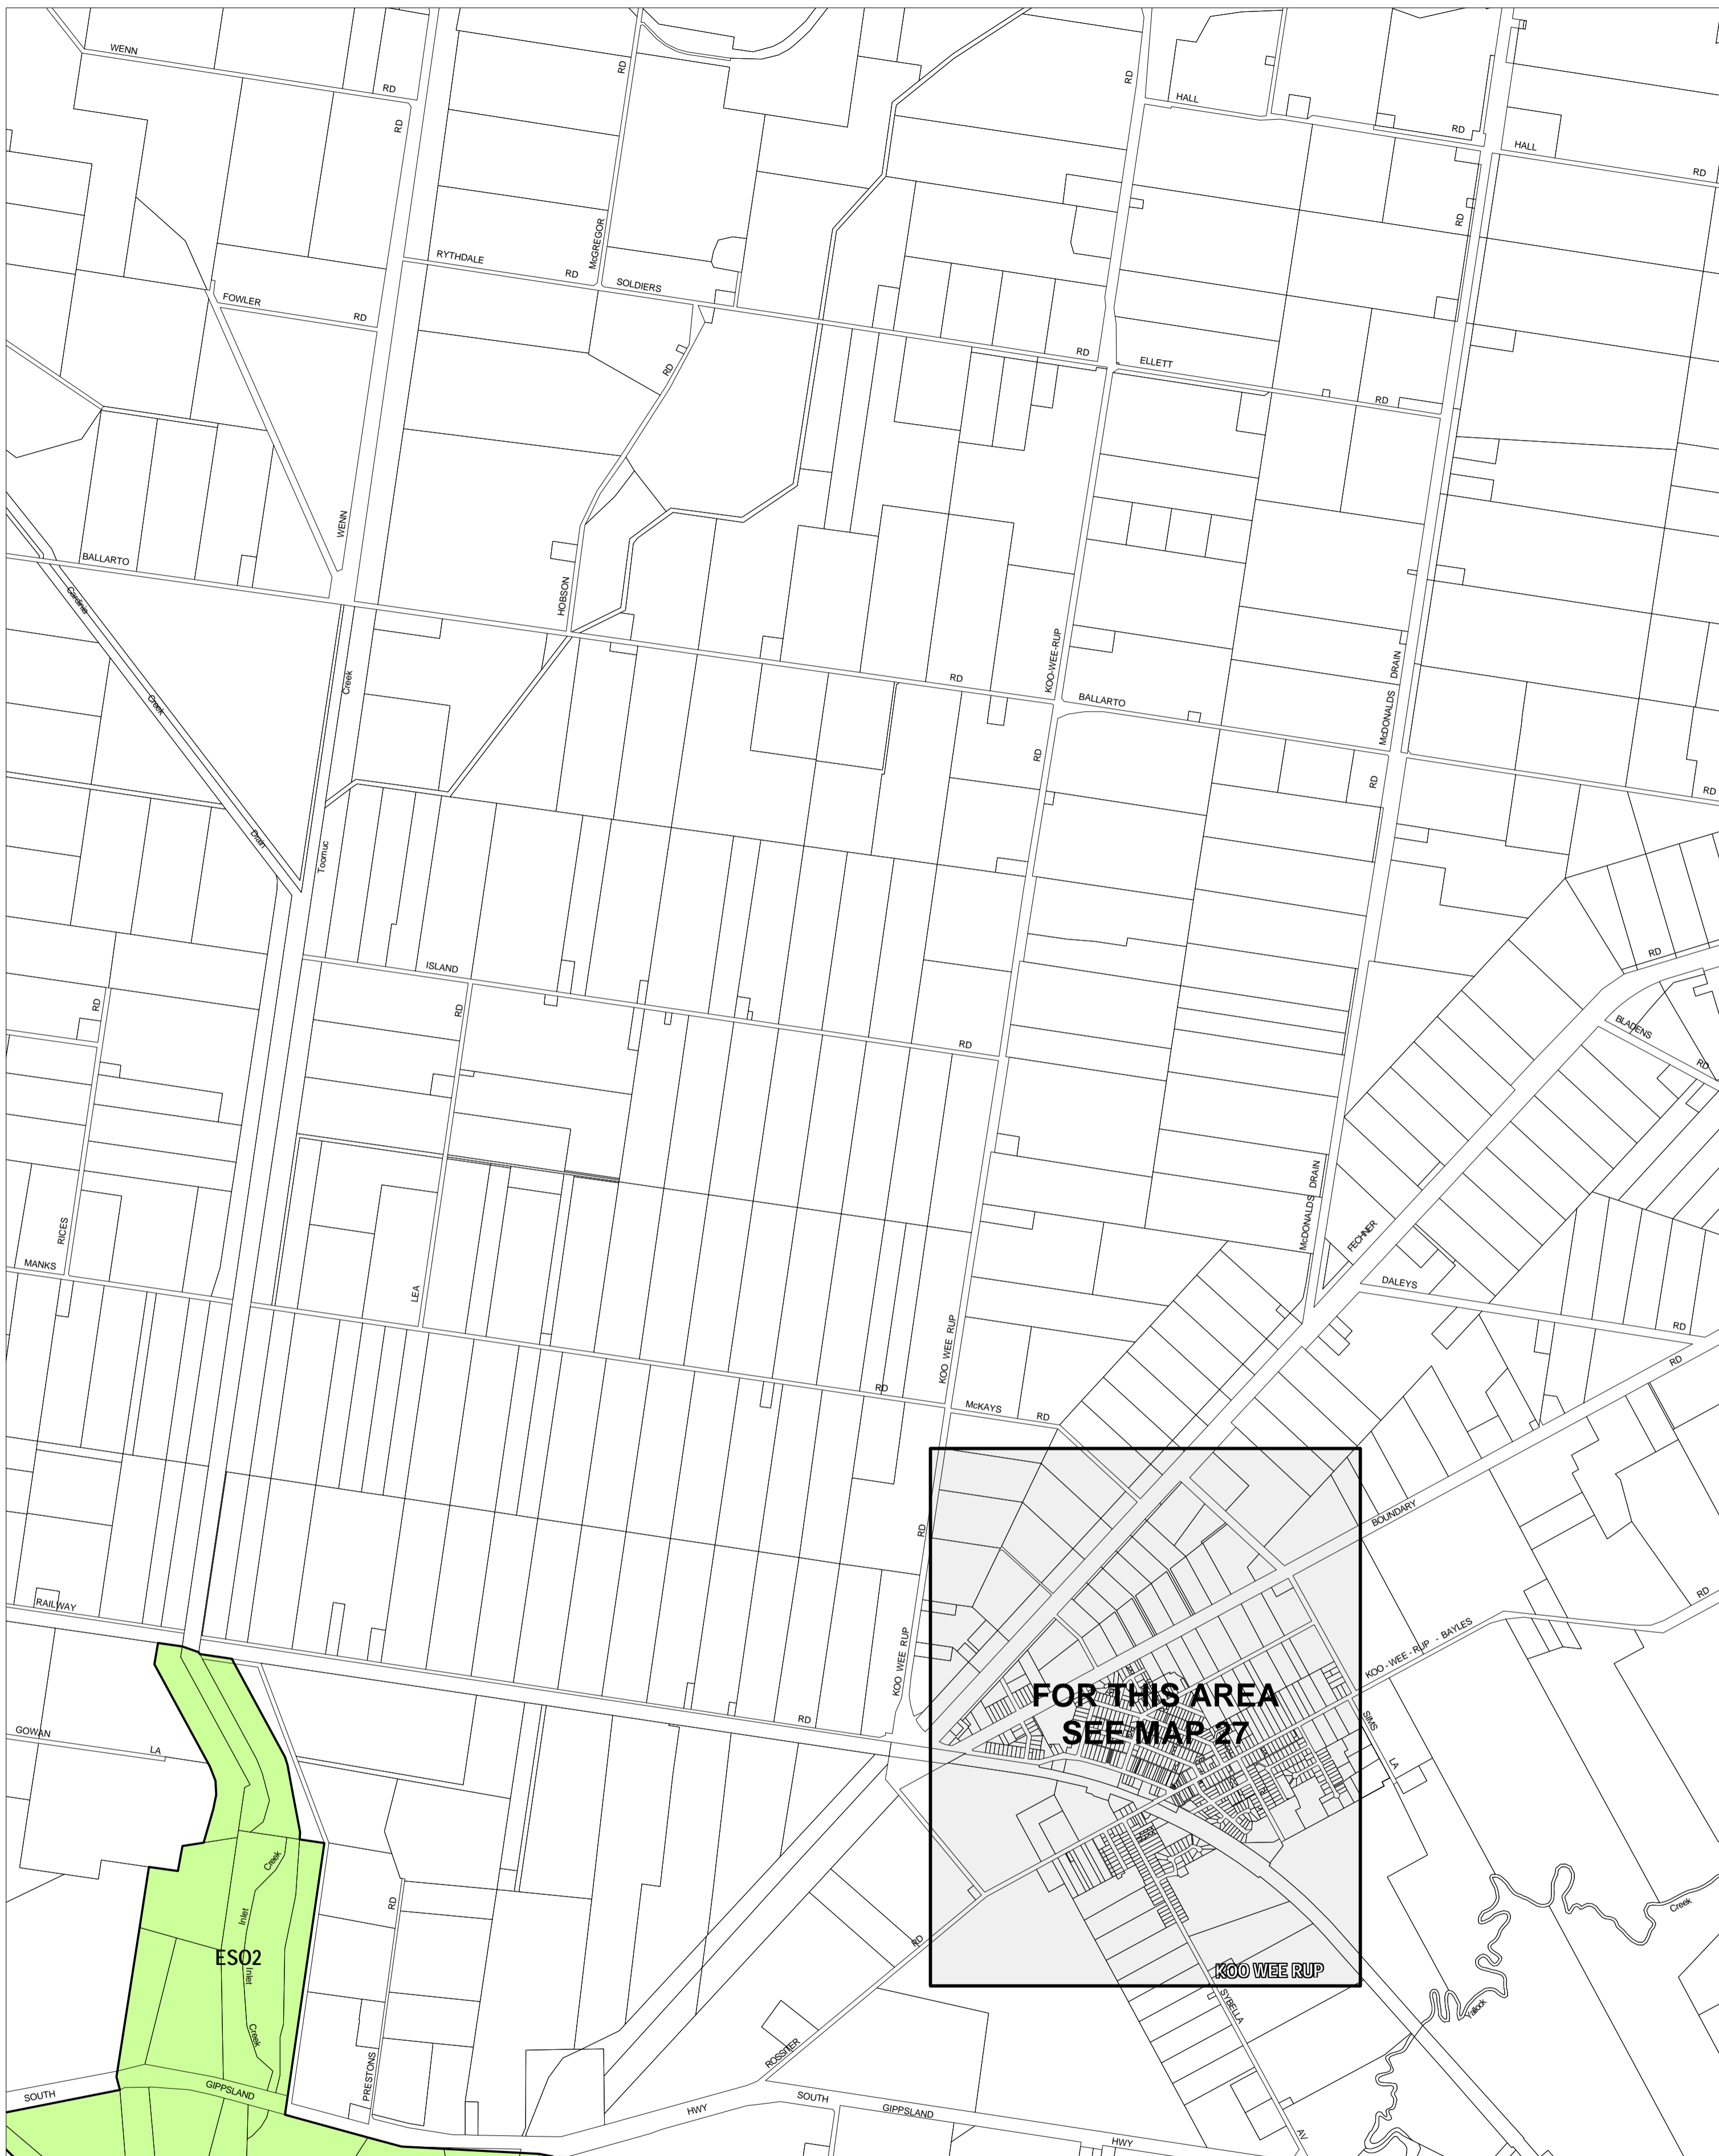 WENN
RD
RD
RD
RD
HALL
RD
HALL
RD
RD
McGREGOR
RYTHDALE
RD
SOLDIERS
FOWLER
RD
RD
RD
ELLETT
RD
WENN
BALLARTO
HOBSON
Cardinia
Creek
Creek
Drain
Toomuc
KOO-WEE-RUP
RD
BALLARTO
McDONALDS DRAIN
RD
RD
RD
ISLAND
RD
RD
RD
RD
BLADENS
RD
RICES
MANKS
LEA
McDONALDS DRAIN
FECHNER
DALEYS
RD
RD
KOO WEE RUP
RD
McKAYS
RD
RD
BOUNDARY
RAILWAY
RD
KOO WEE RUP
KOO - WEE - RUP - BAYLES
RD
GOWAN
LA
FOR THIS AREA
SEE MAP 27
SIMS
LA
Creek
Inlet
ESO2
Inlet
Creek
RD
RD
KOO WEE RUP
SYBELLA
Creek
Yallock
ROSSITER
PRESTONS
SOUTH
GIPPSLAND
HWY
SOUTH
GIPPSLAND
HWY
AV